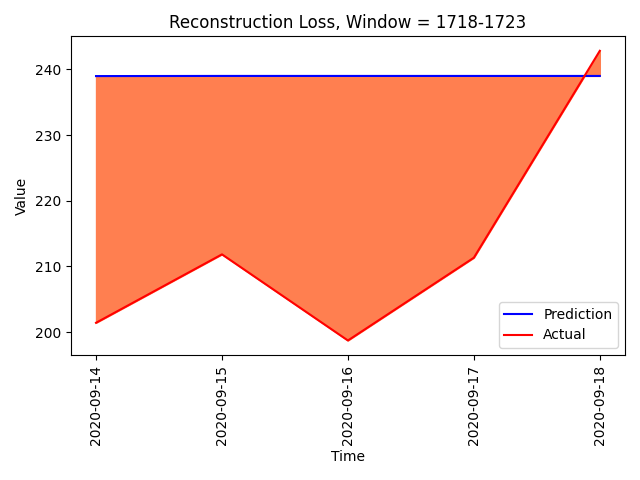 Reconstruction Loss, Window = 1718-1723
Value
240
230
220
210
200
Prediction
Actual
2020-09-14
2020-09-15
2020-09-16
2020-09-17
2020-09-18
Time